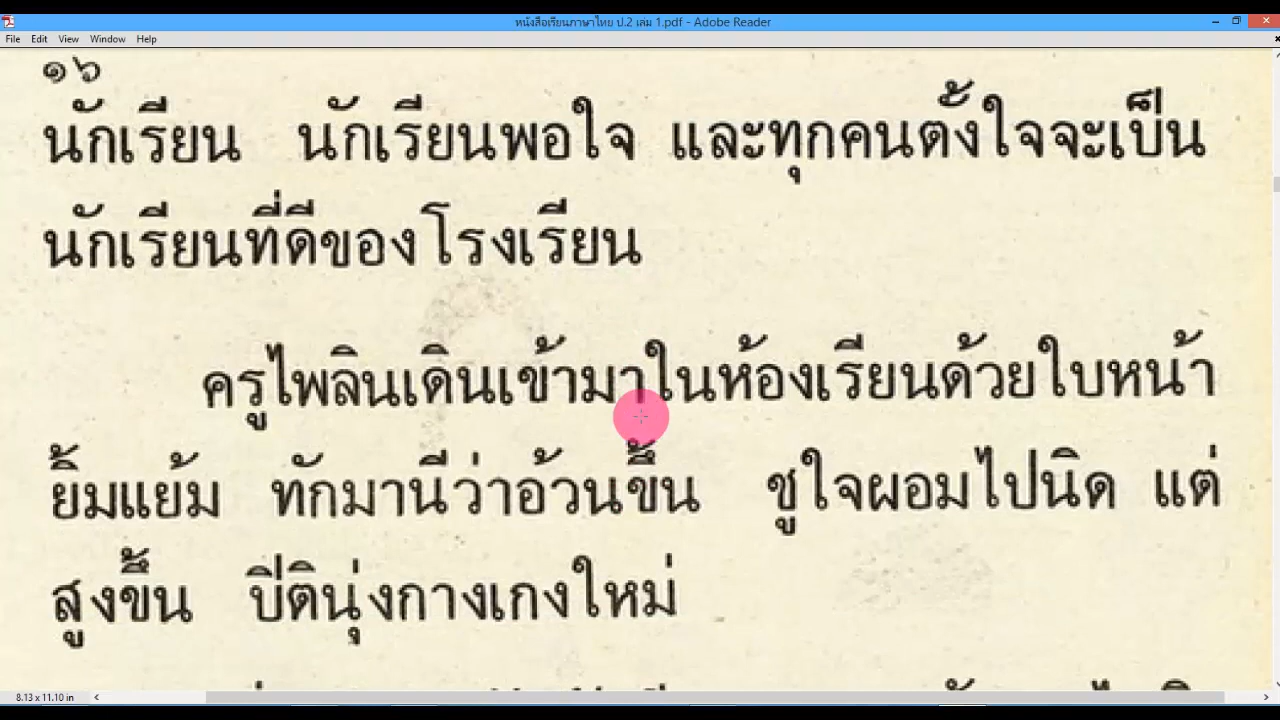 หนังสือเรียนภาษาไทย ป.2 เล่ม 1.pdf - Adobe Reader
File Edit View Window Help
๑๖
นักเรียน นักเรียนพอใจ และทุกคนตั้งใจจะเป็น
นักเรียนที่ดีของโรงเรียน
ครูไพลินเดินเข้ามาในห้องเรียนด้วยใบหน้า
ยิ้มแย้ม ทักมานีว่าอ้วนขึ้น ชูใจผอมไปนิด แต่
สูงขึ้น ปิตินุ่งกางเกงใหม่
8.13 x 11.10 in